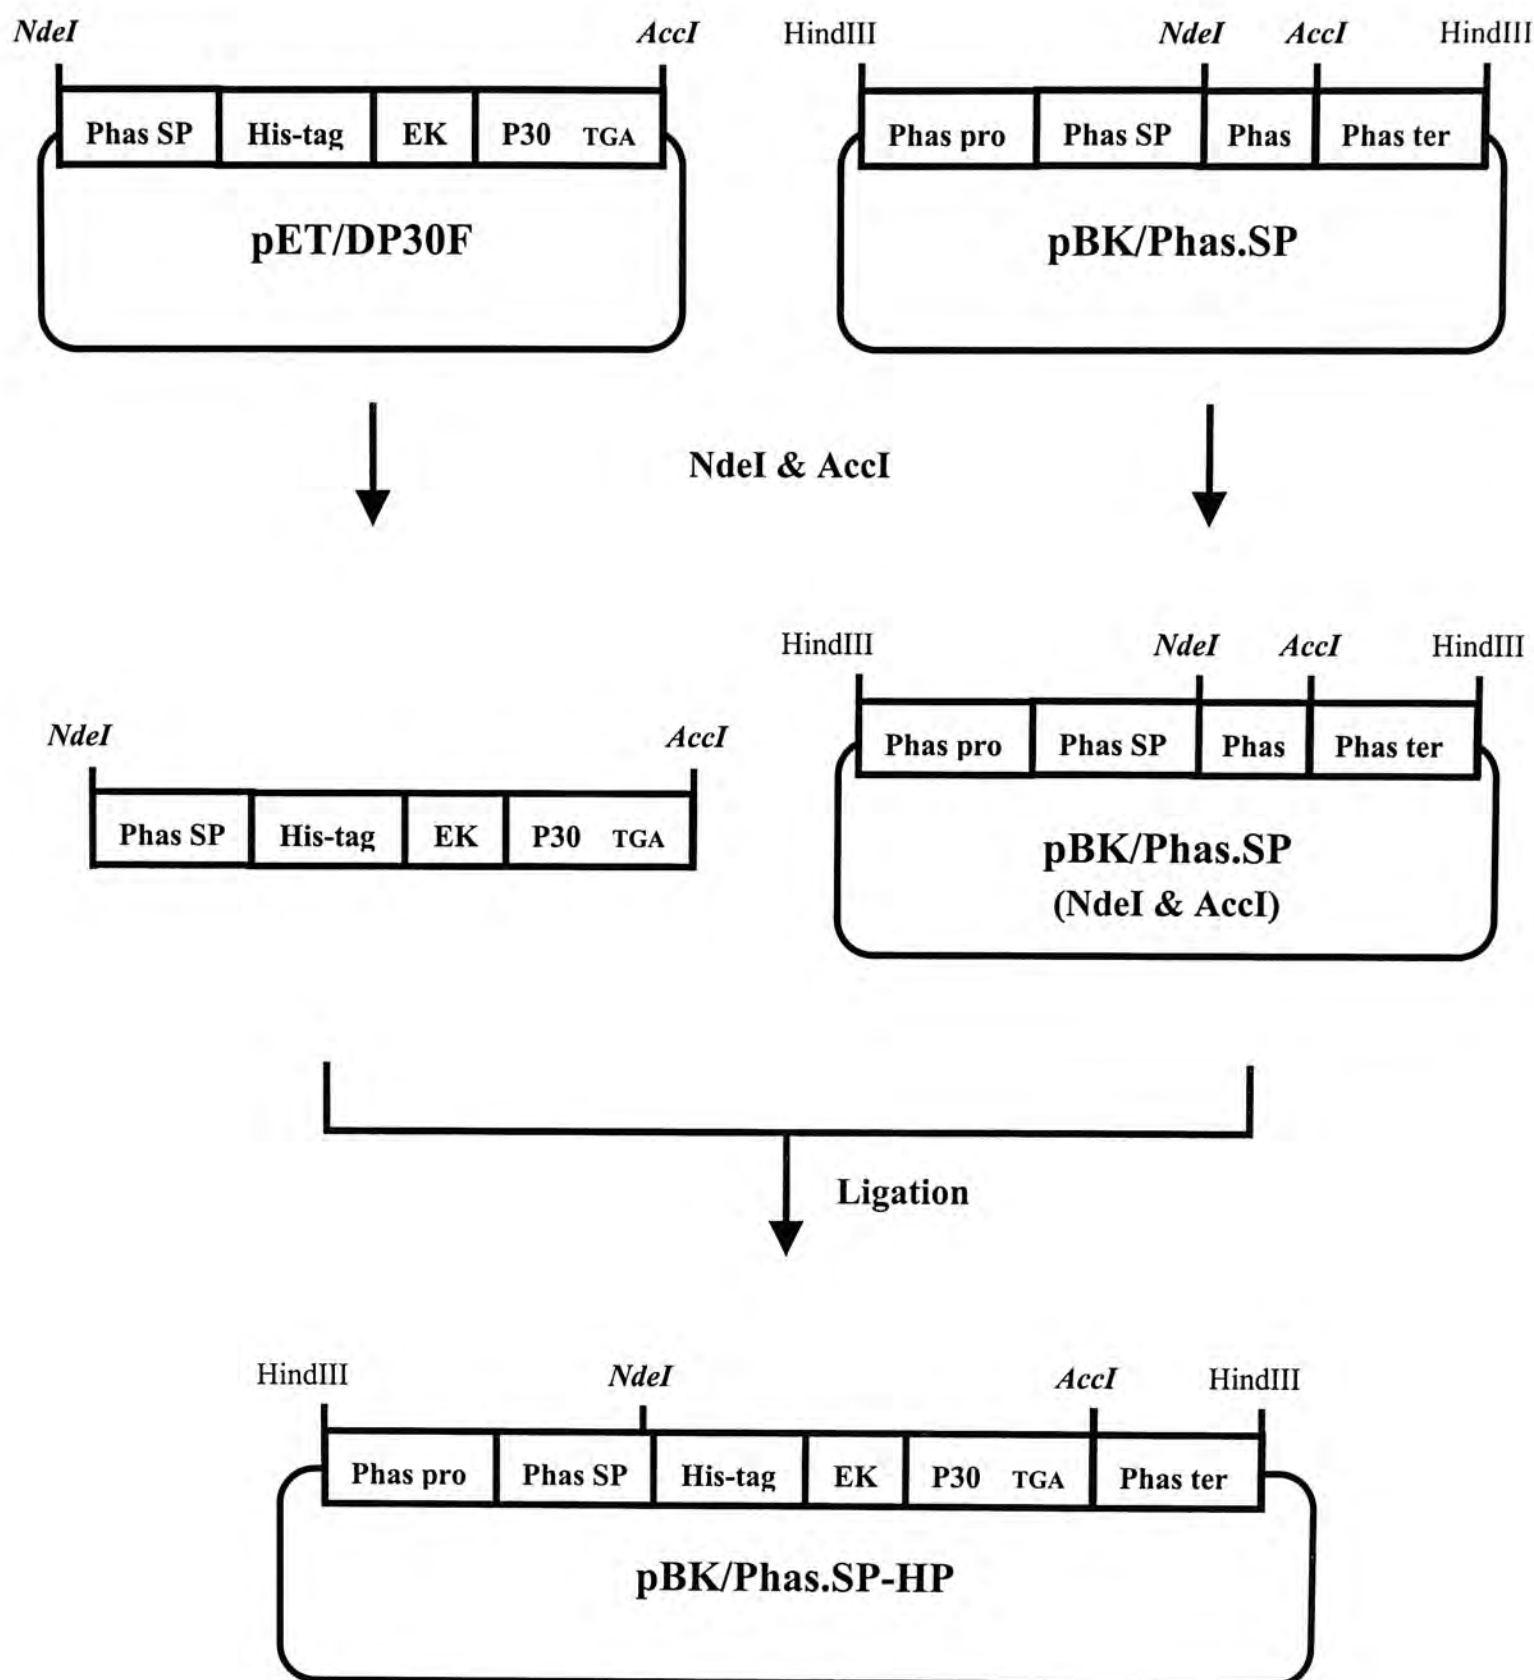 NdeI AccI HindIII NdeI AccI HindIII
Phas SP His-tag EK P30 TGA Phas pro Phas SP Phas Phas ter
pET/DP30F pBK/Phas.SP
NdeI & AccI
HindIII NdeI AccI HindIII
NdeI AccI
Phas pro Phas SP Phas Phas ter
Phas SP His-tag EK P30 TGA
pBK/Phas.SP
(NdeI & AccI)
Ligation
HindIII NdeI AccI HindIII
Phas pro Phas SP His-tag EK P30 TGA Phas ter
pBK/Phas.SP-HP